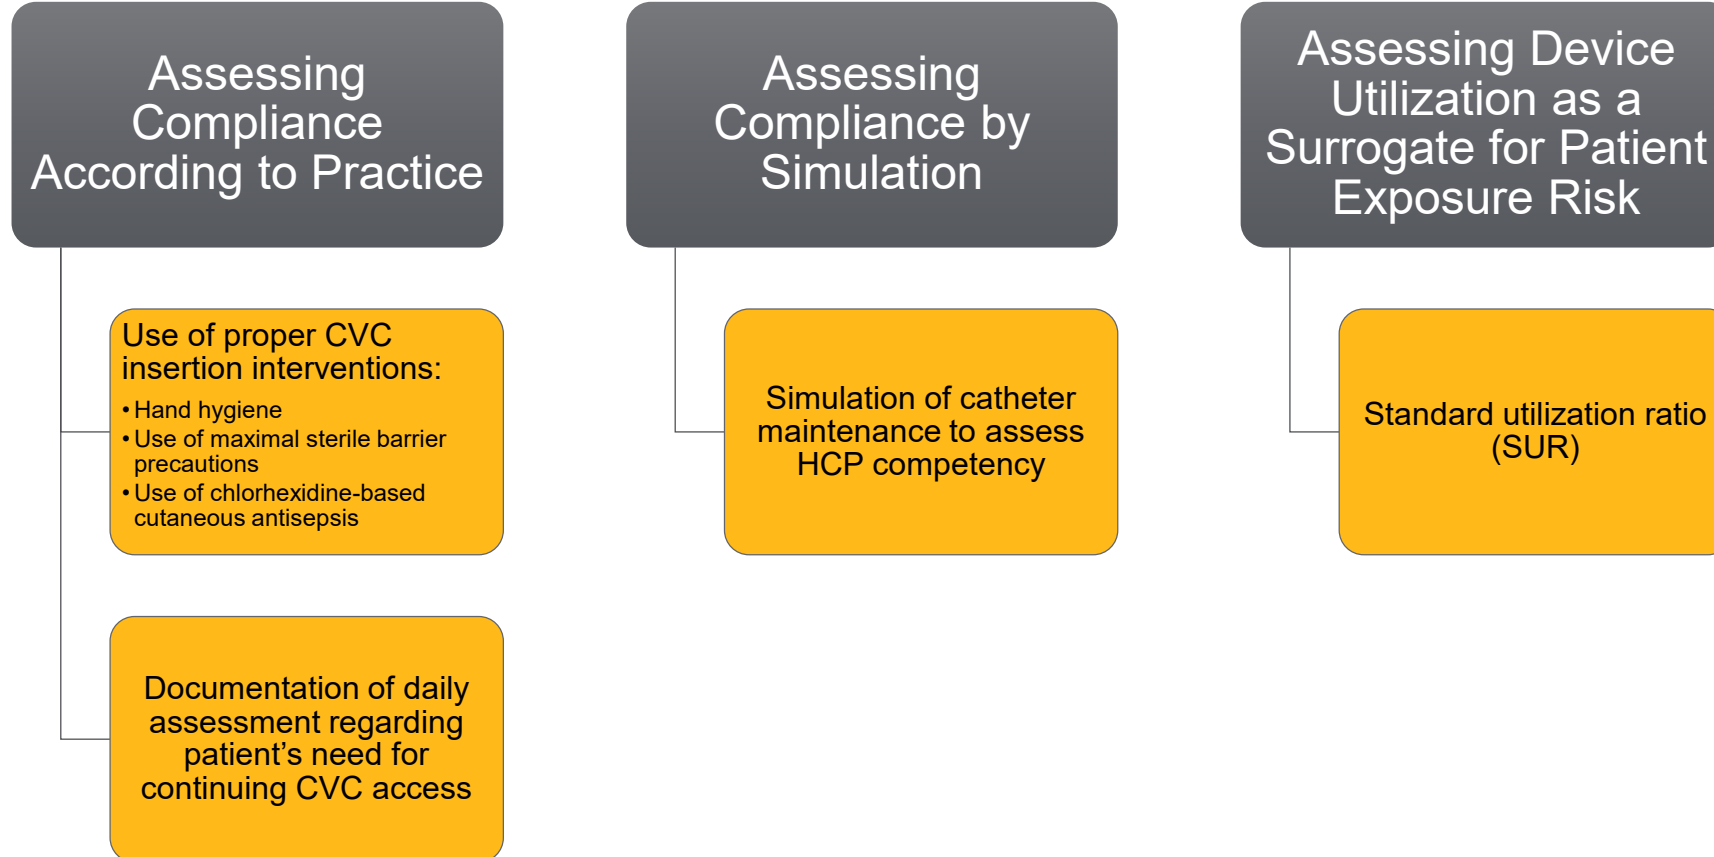 Assessing
Compliance
According to Practice
Use of proper CVC
insertion interventions:
• Hand hygiene
• Use of maximal sterile barrier
precautions
• Use of chlorhexidine-based
cutaneous antisepsis
Documentation of daily
assessment regarding
patient’s need for
continuing CVC access
Assessing
Compliance by
Simulation
Simulation of catheter
maintenance to assess
HCP competency
Assessing Device
Utilization as a
Surrogate for Patient
Exposure Risk
Standard utilization ratio
(SUR)